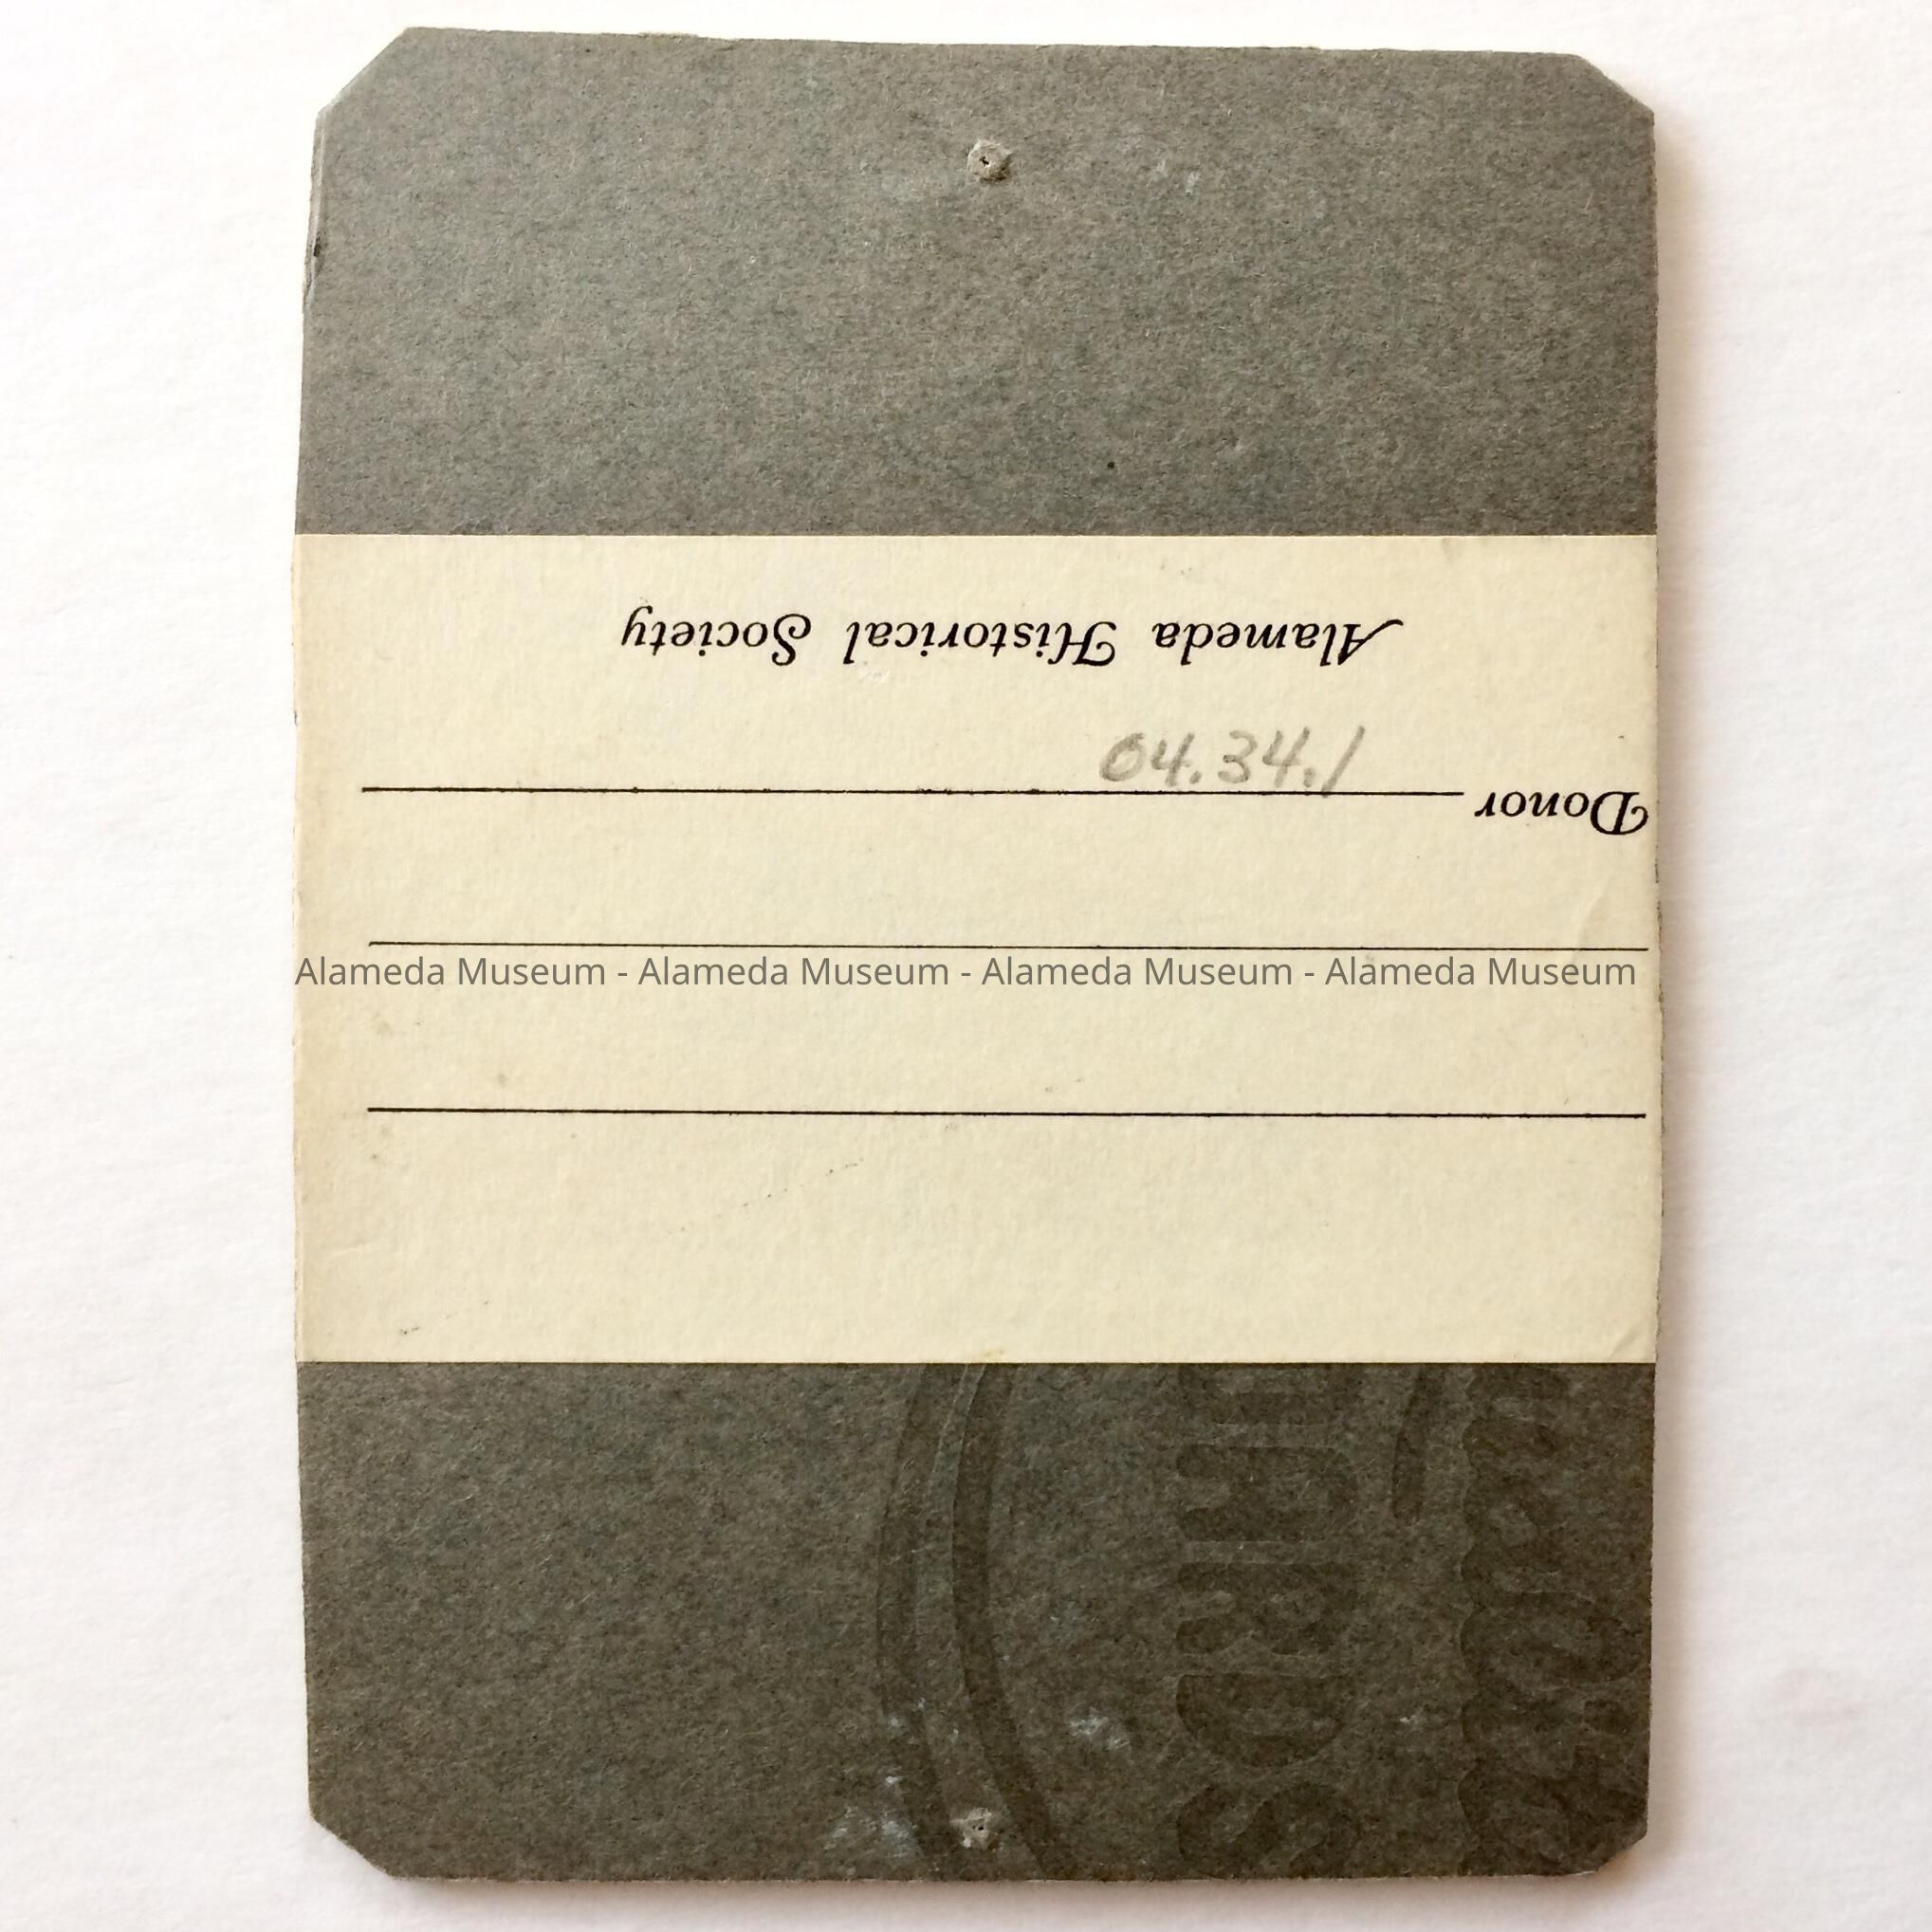 Alameda Historical Society
04.34.1
Donor
Alameda Museum - Alameda Museum - Alameda Museum - Alameda Museum